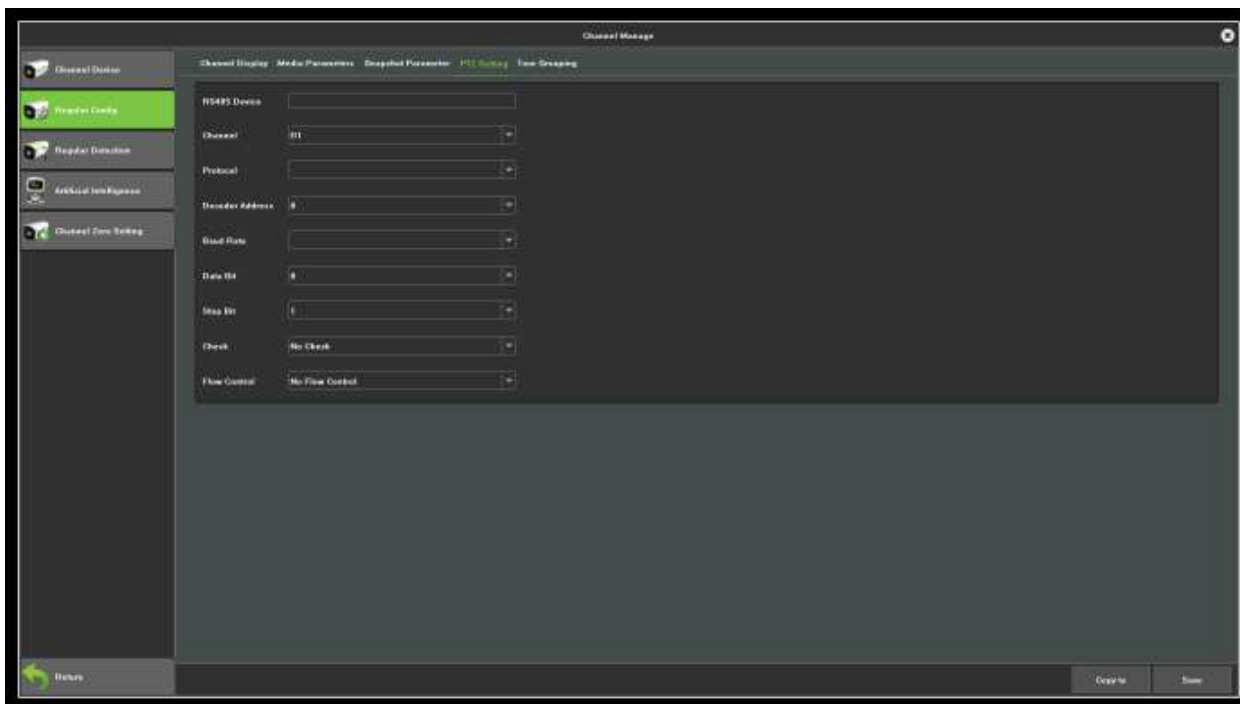 Channel Manage
Channel Device
Regular Config
Regular Detection
Artificial Intelligence
Channel Zero Setting
Return
Channel Display Media Parameters Snapshot Parameter PTZ Setting Time Grouping
RS485 Device
Channel D1
Protocol
Decoder Address
Baud Rate
Data Bit
Stop Bit 1
Check No Check
Flow Control No Flow Control
Copy to Save